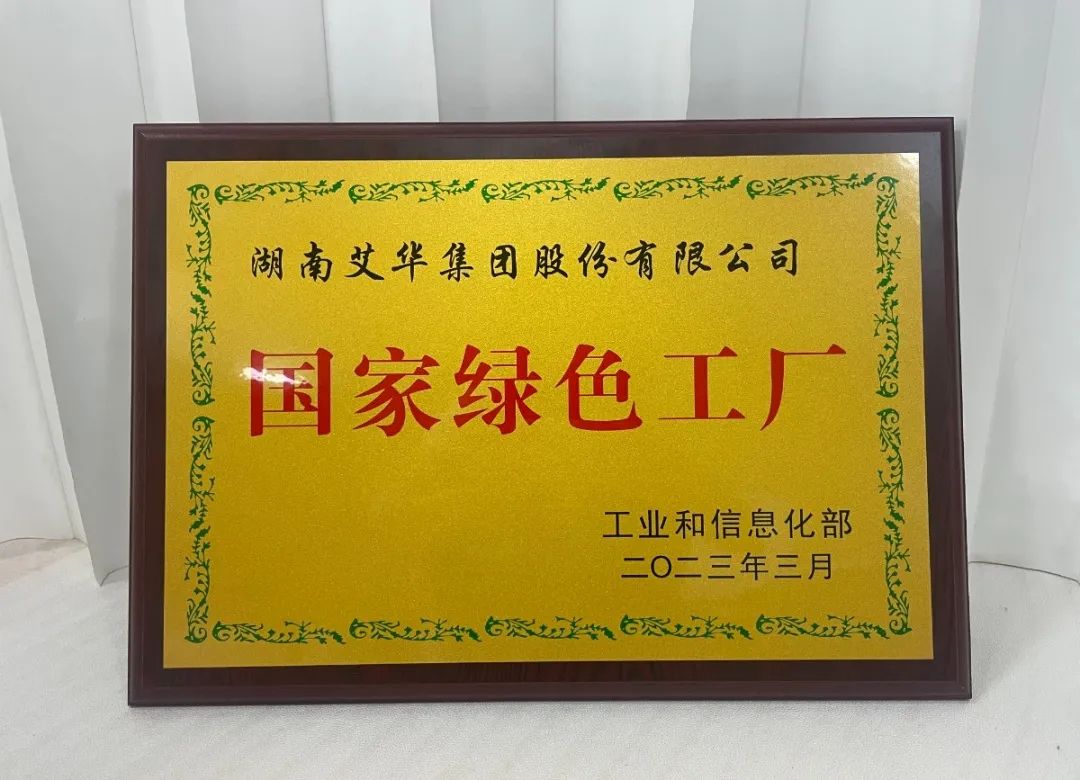 湖南艾华集团股份有限公司
国家绿色工厂
工业和信息化部
二〇二三年三月